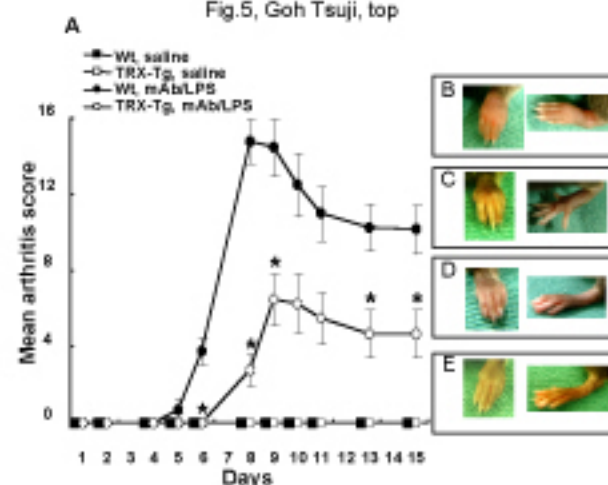 Fig.5, Goh Tsuji, top
A
Wt, saline
TRX-Tg, saline
Wt, mAb/LPS
TRX-Tg, mAb/LPS
Mean arthritis score
16
12
8
4
0
* * * * *
1 2 3 4 5 6 7 8 9 10 11 12 13 14 15
Days
B
C
D
E